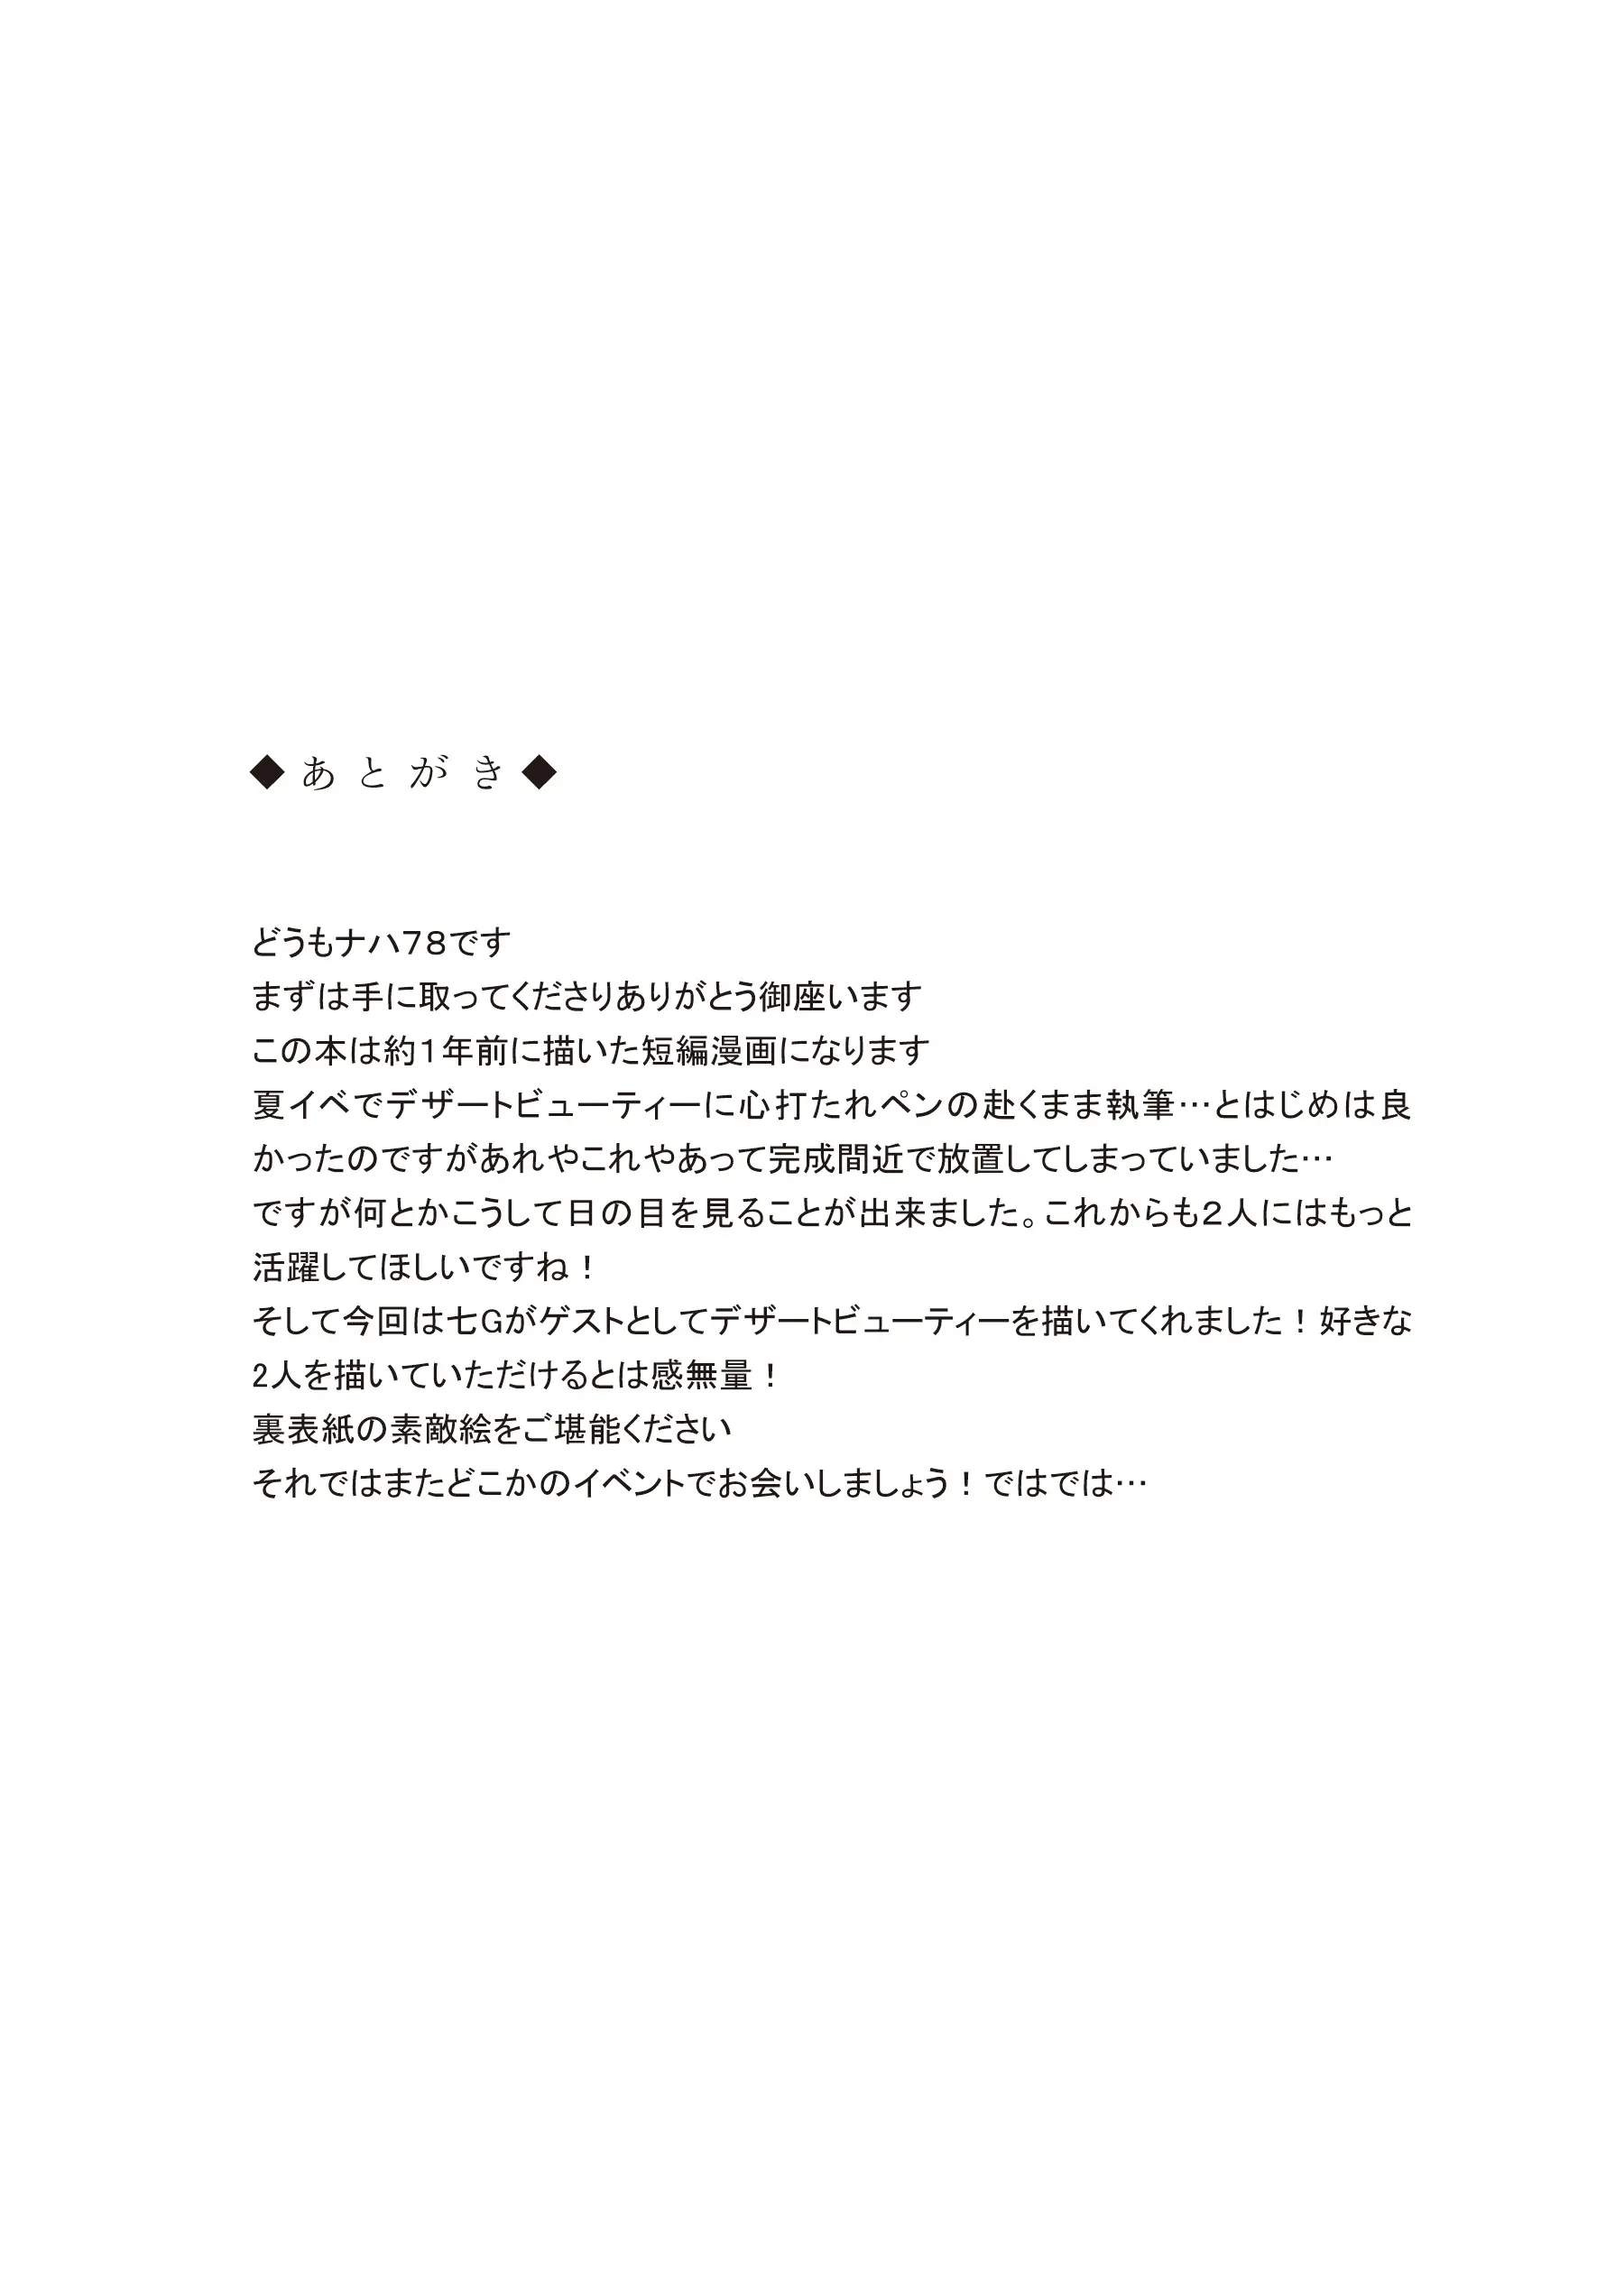 ◆あとがき◆
どうもナハ７８です
まずは手に取ってくださりありがとう御座います
この本は約１年前に描いた短編漫画になります
夏イベでデザートビューティーに心打たれペンの赴くまま執筆…とはじめは良
かったのですがあれやこれやあって完成間近で放置してしまっていました…
ですが何とかこうして日の目を見ることが出来ました。これからも２人にはもっと
活躍してほしいですね！
そして今回は七Gがゲストとしてデザートビューティーを描いてくれました！好きな
2人を描いていただけるとは感無量！
裏表紙の素敵絵をご堪能ください
それではまたどこかのイベントでお会いしましょう！ではでは…